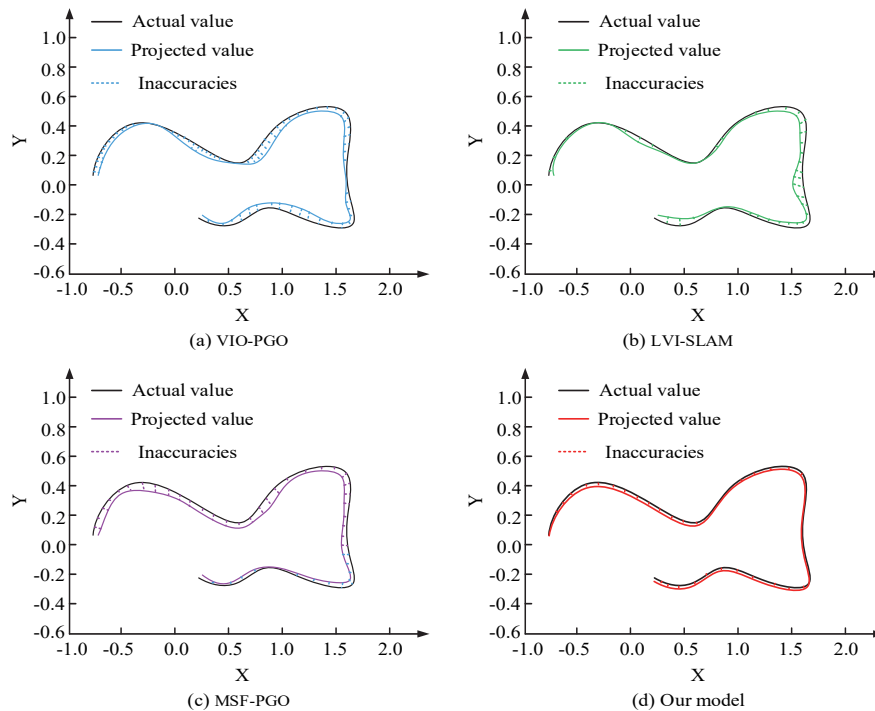 Actual value
Projected value
Inaccuracies
1.0
0.8
0.6
0.4
0.2
0.0
-0.2
-0.4
-0.6
Y
-1.0 -0.5 0.0 0.5 1.0 1.5 2.0
X
(a) VIO-PGO
Actual value
Projected value
Inaccuracies
1.0
0.8
0.6
0.4
0.2
0.0
-0.2
-0.4
-0.6
Y
-1.0 -0.5 0.0 0.5 1.0 1.5 2.0
X
(b) LVI-SLAM
Actual value
Projected value
Inaccuracies
1.0
0.8
0.6
0.4
0.2
0.0
-0.2
-0.4
-0.6
Y
-1.0 -0.5 0.0 0.5 1.0 1.5 2.0
X
(c) MSF-PGO
Actual value
Projected value
Inaccuracies
1.0
0.8
0.6
0.4
0.2
0.0
-0.2
-0.4
-0.6
Y
-1.0 -0.5 0.0 0.5 1.0 1.5 2.0
X
(d) Our model